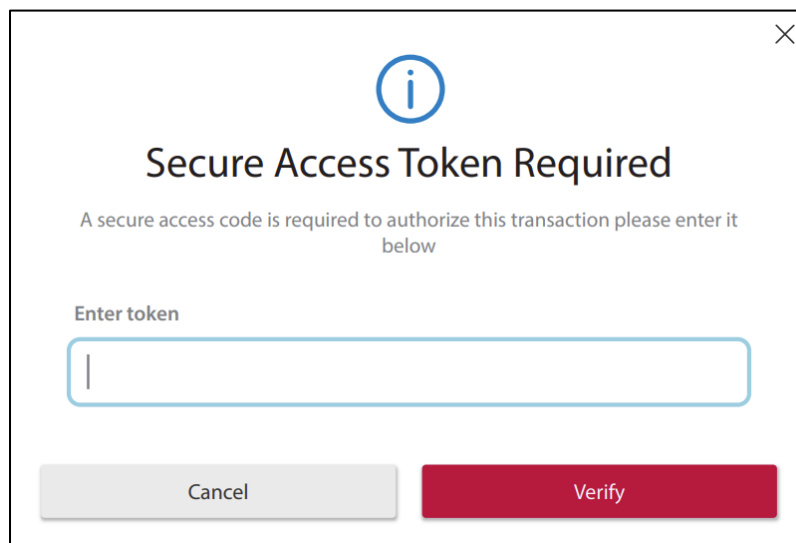 Secure Access Token Required
A secure access code is required to authorize this transaction please enter it
below
Enter token
Cancel
Verify